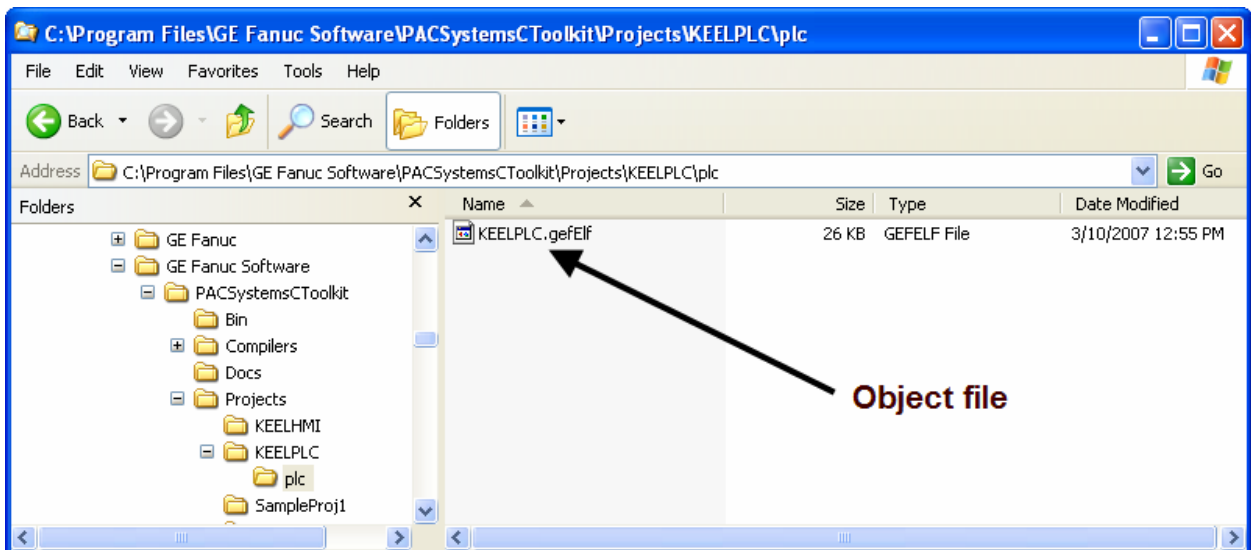 C:\Program Files\GE Fanuc Software\PACSystemsCToolkit\Projects\KEELPLC\plc
File Edit View Favorites Tools Help
Back Search Folders
Address C:\Program Files\GE Fanuc Software\PACSystemsCToolkit\Projects\KEELPLC\plc Go
Folders Name Size Type Date Modified
GE Fanuc KEELPLC.gefElf 26 KB GEFELF File 3/10/2007 12:55 PM
GE Fanuc Software
PACSystemsCToolkit
Bin
Compilers
Docs
Projects Object file
KEELHMI
KEELPLC
plc
SampleProj1